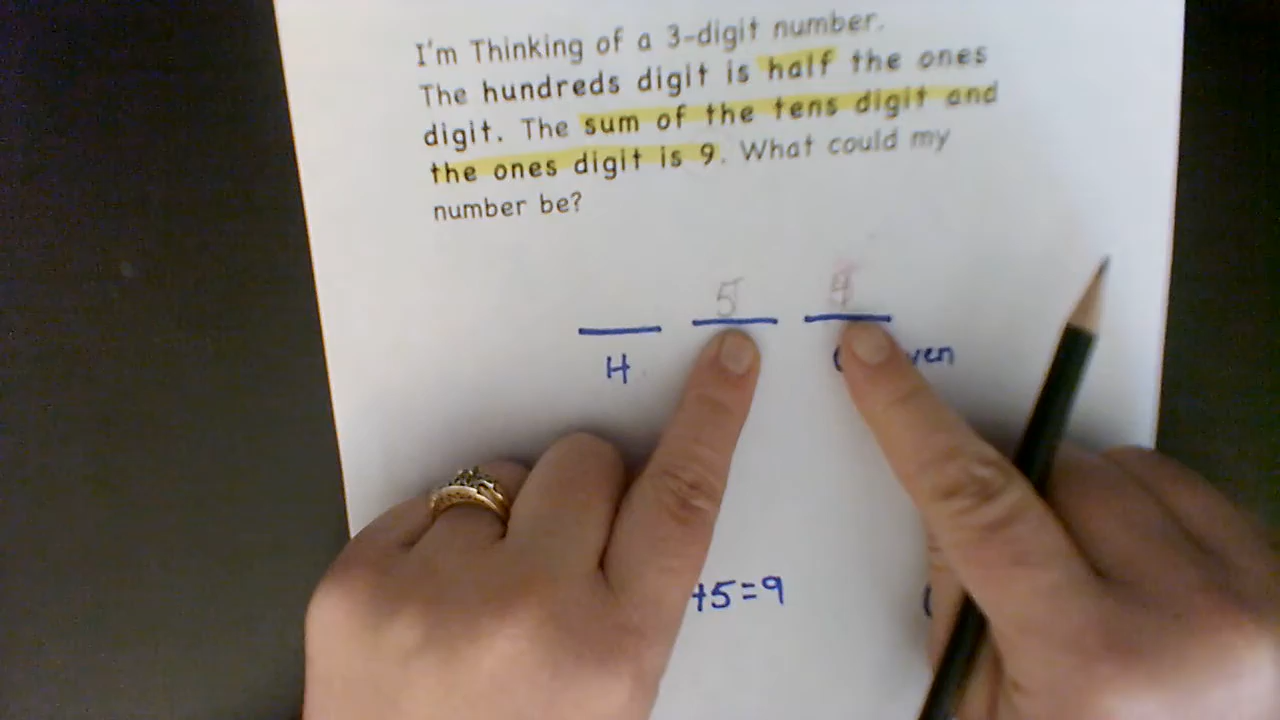 I'm Thinking of a 3-digit number.
The hundreds digit is half the ones
digit. The sum of the tens digit and
the ones digit is 9. What could my
number be?
5 4
H
+5=9